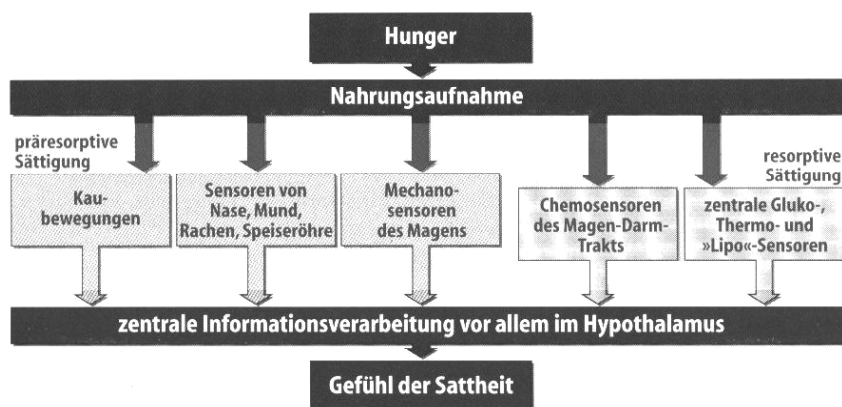 Hunger
Nahrungsaufnahme
präresorptive
Sättigung
resorptive
Sättigung
Kau-
bewegungen
Sensoren von
Nase, Mund,
Rachen, Speiseröhre
Mechano-
sensoren
des Magens
Chemosensoren
des Magen-Darm-
Trakts
zentrale Gluko-,
Thermo- und
»Lipo«-Sensoren
zentrale Informationsverarbeitung vor allem im Hypothalamus
Gefühl der Sattheit